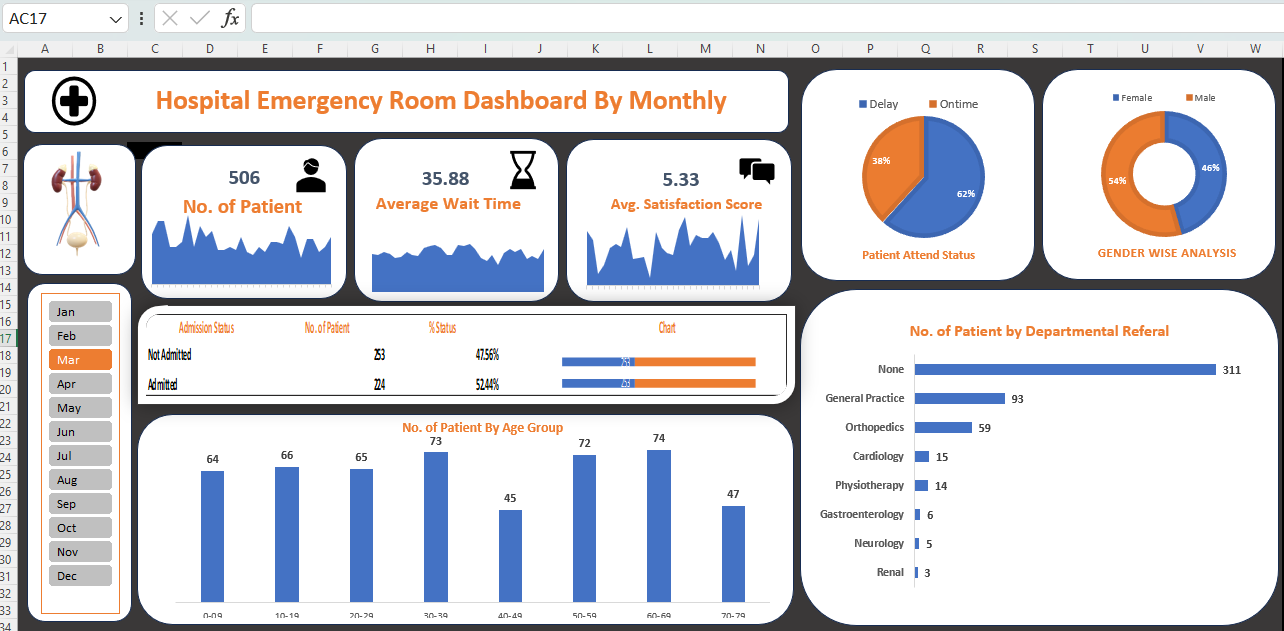 AC17
fx
A B C D E F G H I J K L M N O P Q R S T U V W
1
2
3
4
5
6
7
8
9
10
11
12
13
14
15
16
17
18
19
20
21
22
23
24
25
26
27
28
29
30
31
32
33
34
Hospital Emergency Room Dashboard By Monthly
506
No. of Patient
35.88
Average Wait Time
5.33
Avg. Satisfaction Score
Delay Ontime
38%
62%
Patient Attend Status
Female Male
46%
54%
GENDER WISE ANALYSIS
Jan
Feb
Mar
Apr
May
Jun
Jul
Aug
Sep
Oct
Nov
Dec
Admission Status No. of Patient % Status Chart
Not Admitted 253 47.56% 253
Admitted 224 52.44% 253
No. of Patient By Age Group
64 66 65 73 45 72 74 47
0-09 10-19 20-29 30-39 40-49 50-59 60-69 70-79
No. of Patient by Departmental Referal
None 311
General Practice 93
Orthopedics 59
Cardiology 15
Physiotherapy 14
Gastroenterology 6
Neurology 5
Renal 3